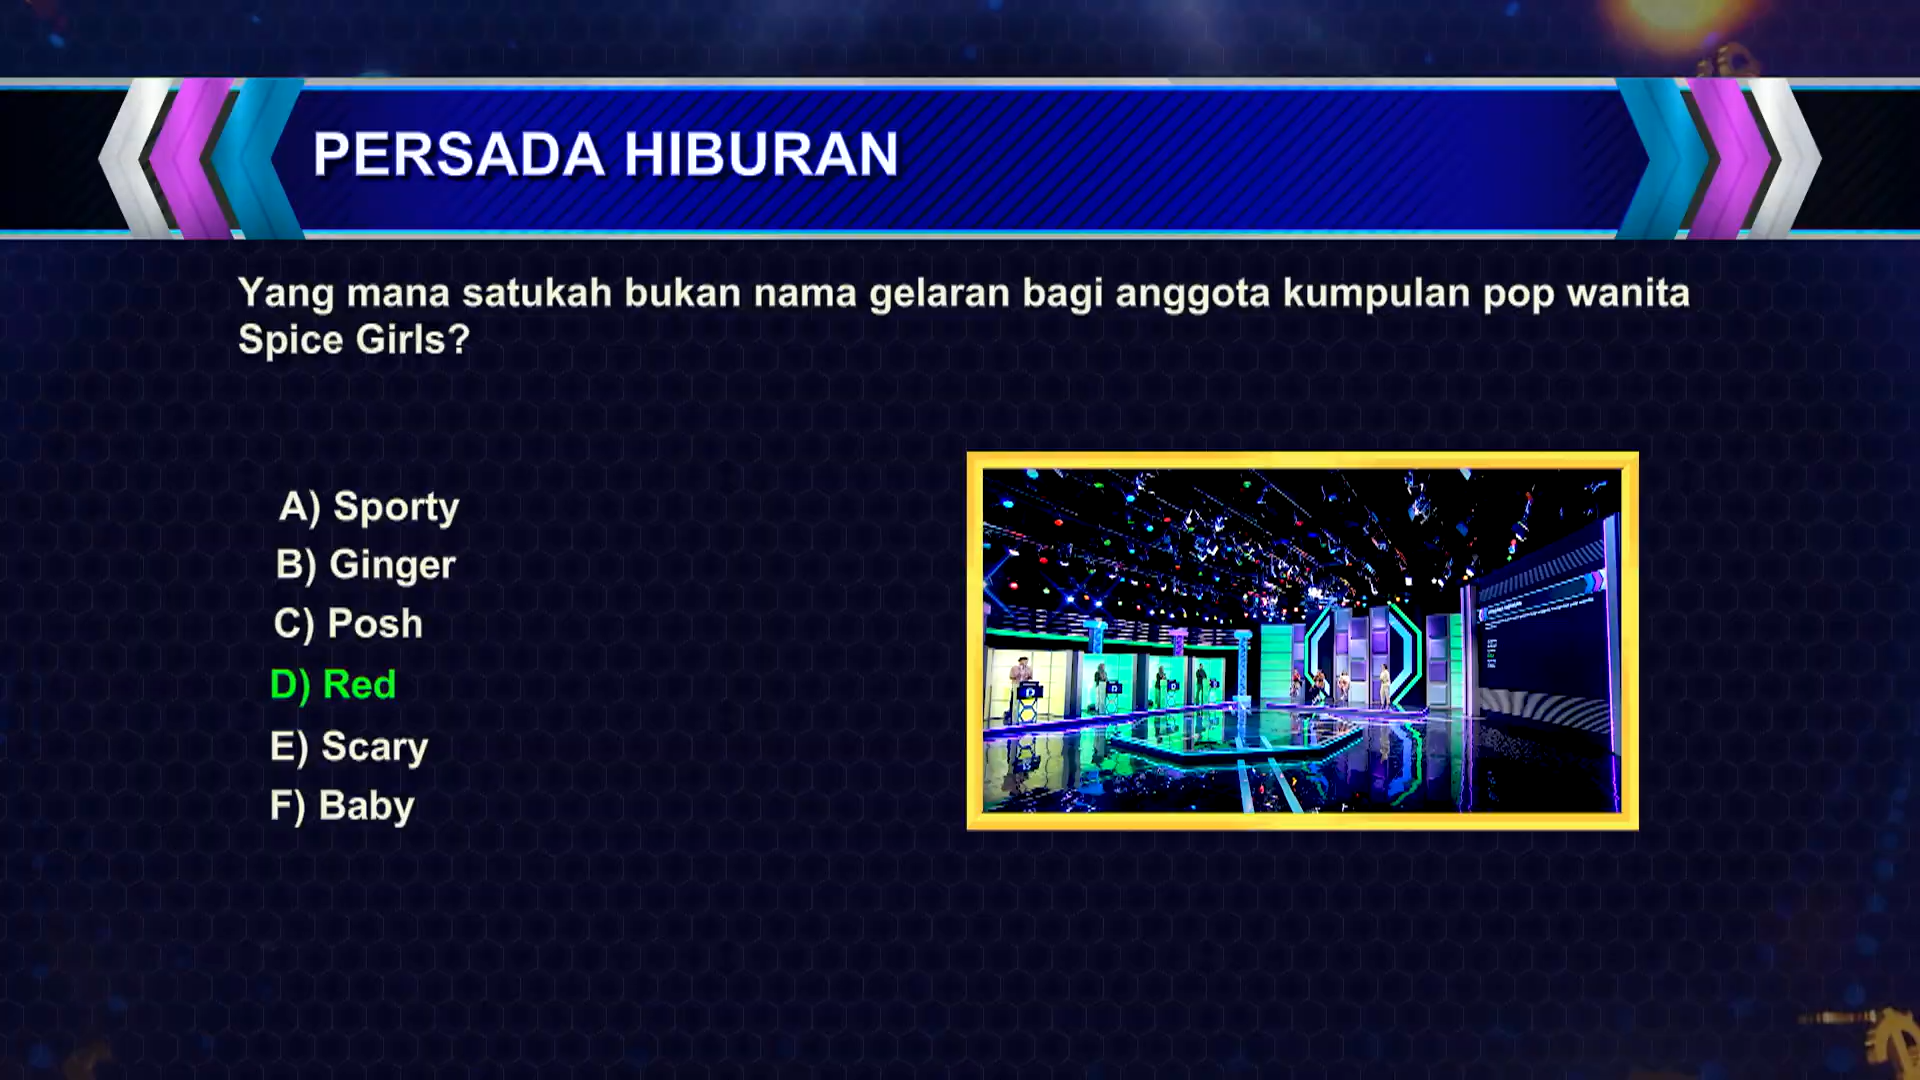 PERSADA HIBURAN
Yang mana satukah bukan nama gelaran bagi anggota kumpulan pop wanita
Spice Girls?
A) Sporty
B) Ginger
C) Posh
D) Red
E) Scary
F) Baby